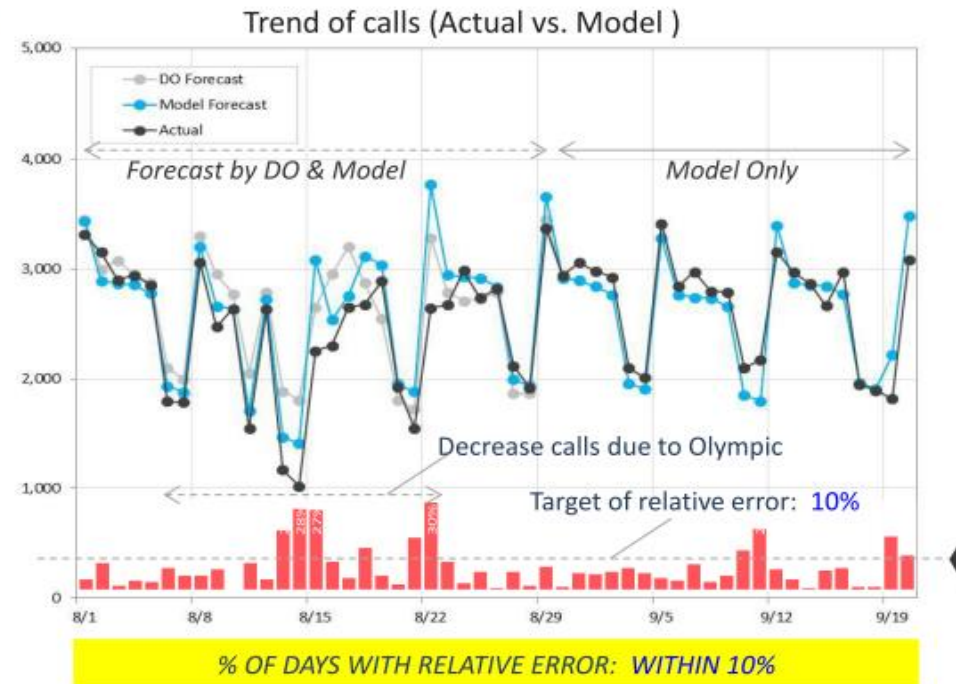 Trend of calls (Actual vs. Model )
5,000
DO Forecast
Model Forecast
Actual
4,000
Forecast by DO & Model
Model Only
3,000
2,000
Decrease calls due to Olympic
1,000
Target of relative error: 10%
28%
27%
30%
0
8/1 8/8 8/15 8/22 8/29 9/5 9/12 9/19
% OF DAYS WITH RELATIVE ERROR: WITHIN 10%